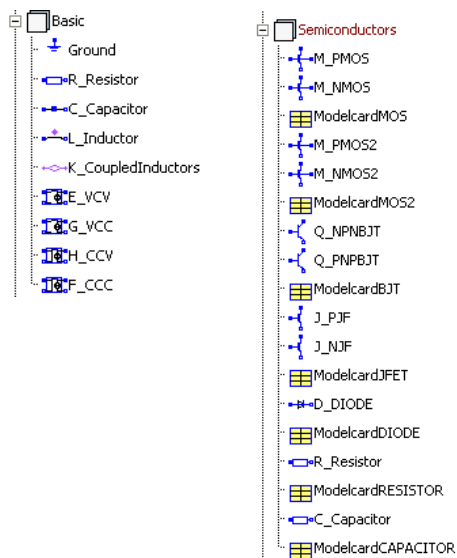 Basic
Ground
R_Resistor
C_Capacitor
L_Inductor
K_CoupledInductors
E_VCV
G_VCC
H_CCV
F_CCC
Semiconductors
M_PMOS
M_NMOS
ModelcardMOS
M_PMOS2
M_NMOS2
ModelcardMOS2
Q_NPNBJT
Q_PNPBJT
ModelcardBJT
J_PJF
J_NJF
ModelcardJFET
D_DIODE
ModelcardDIODE
R_Resistor
ModelcardRESISTOR
C_Capacitor
ModelcardCAPACITOR